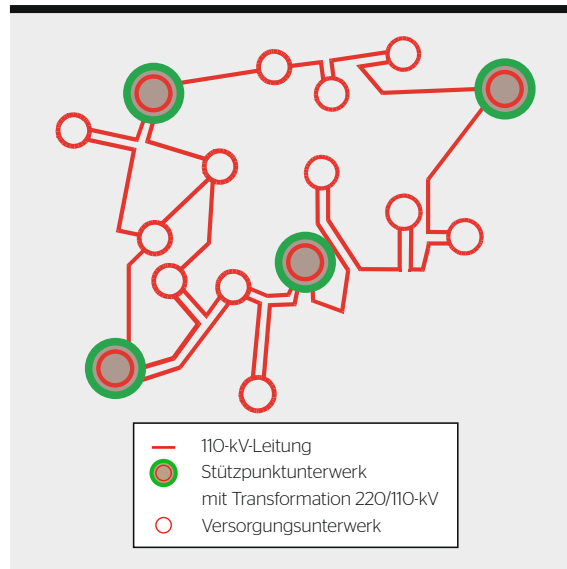 110-kV-Leitung
Stützpunktunterwerk
mit Transformation 220/110-kV
Versorgungsunterwerk